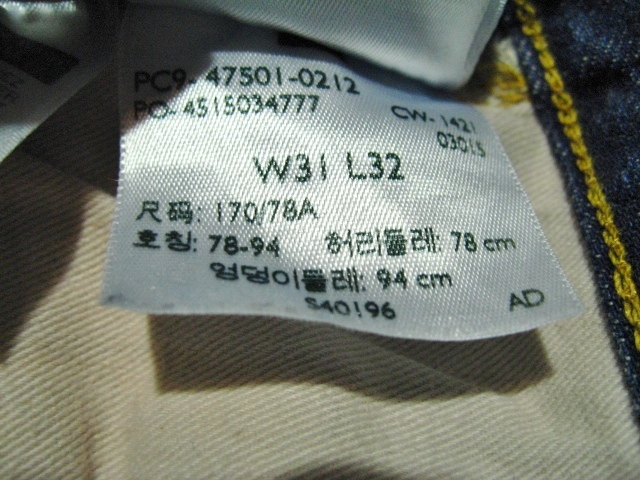 PC9-47501-0212
PO-4515034777
CW-1421
03015
W31 L32
尺码: 170/78A
호칭: 78-94 허리둘레: 78 cm
엉덩이둘레: 94 cm
S40196
AD